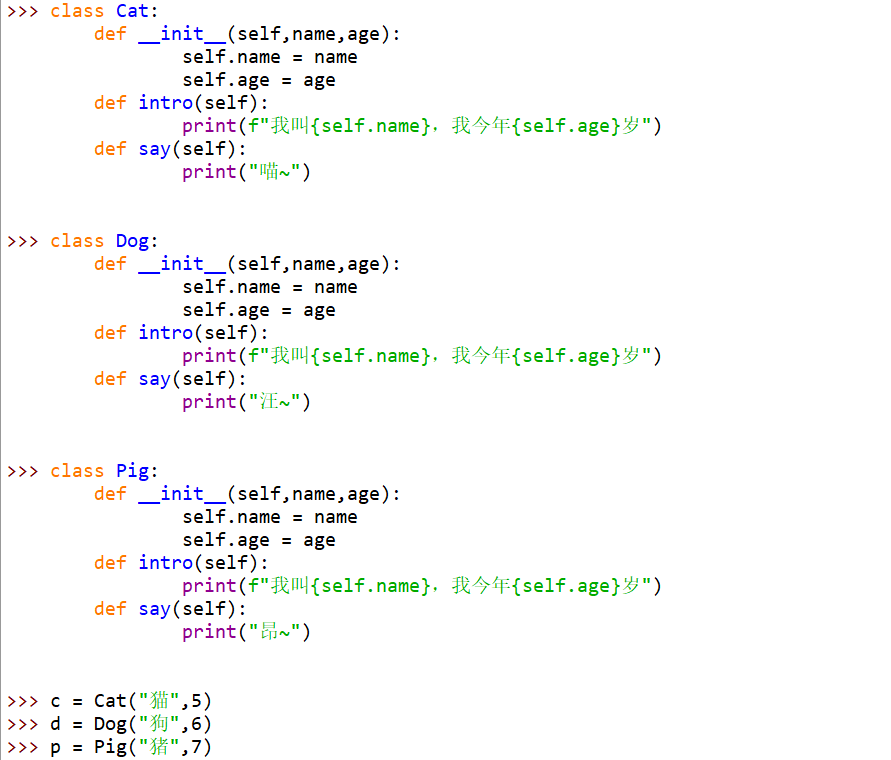 >>> class Cat:
        def __init__(self,name,age):
                self.name = name
                self.age = age
        def intro(self):
                print(f"我叫{self.name}，我今年{self.age}岁")
        def say(self):
                print("喵~")
>>> class Dog:
        def __init__(self,name,age):
                self.name = name
                self.age = age
        def intro(self):
                print(f"我叫{self.name}，我今年{self.age}岁")
        def say(self):
                print("汪~")
>>> class Pig:
        def __init__(self,name,age):
                self.name = name
                self.age = age
        def intro(self):
                print(f"我叫{self.name}，我今年{self.age}岁")
        def say(self):
                print("昂~")
>>> c = Cat("猫",5)
>>> d = Dog("狗",6)
>>> p = Pig("猪",7)